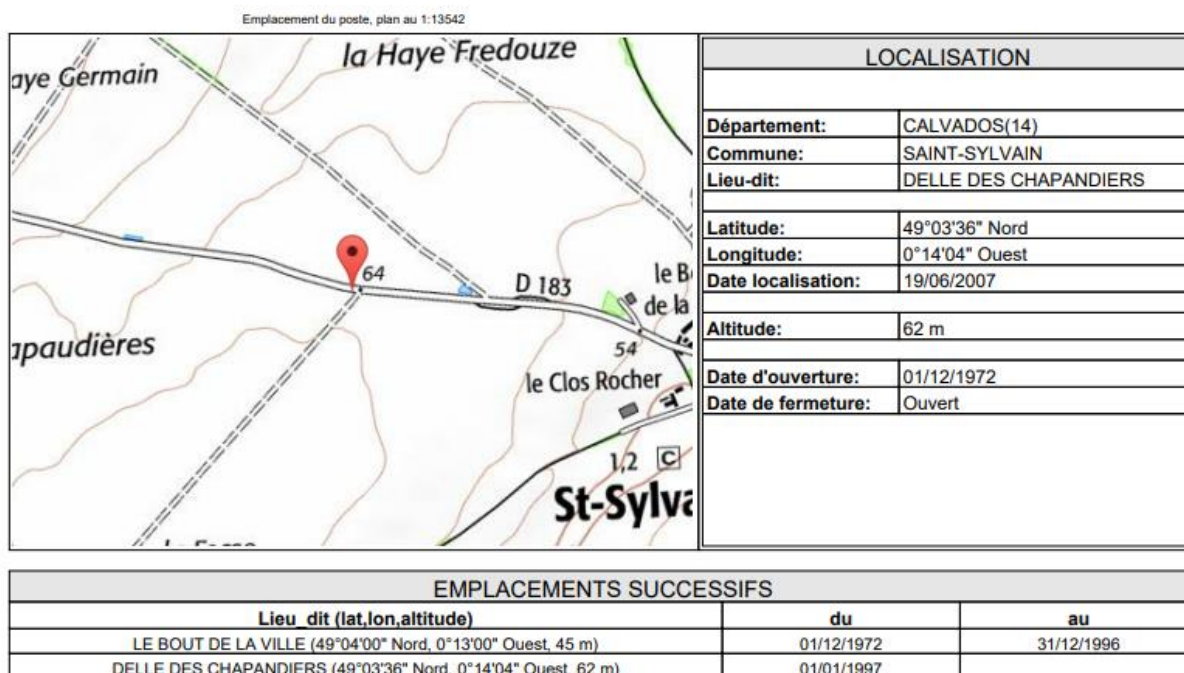 Emplacement du poste, plan au 1:13542
la Haye Fredouze
aye Germain
64
D 183
le B
de la
apaudières
54
le Clos Rocher
1,2 C
St-Sylva
LOCALISATION
Département: CALVADOS(14)
Commune: SAINT-SYLVAIN
Lieu-dit: DELLE DES CHAPANDIERS
Latitude: 49°03'36" Nord
Longitude: 0°14'04" Ouest
Date localisation: 19/06/2007
Altitude: 62 m
Date d'ouverture: 01/12/1972
Date de fermeture: Ouvert
EMPLACEMENTS SUCCESSIFS
Lieu_dit (lat,lon,altitude) du au
LE BOUT DE LA VILLE (49°04'00" Nord, 0°13'00" Ouest, 45 m) 01/12/1972 31/12/1996
DELLE DES CHAPANDIERS (49°03'36" Nord, 0°14'04" Ouest, 62 m) 01/01/1997